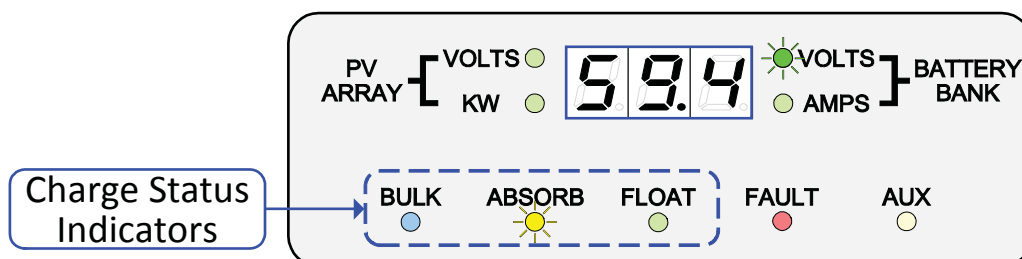 PV
ARRAY
VOLTS
KW
59.4
VOLTS
AMPS
BATTERY
BANK
Charge Status
Indicators
BULK
ABSORB
FLOAT
FAULT
AUX